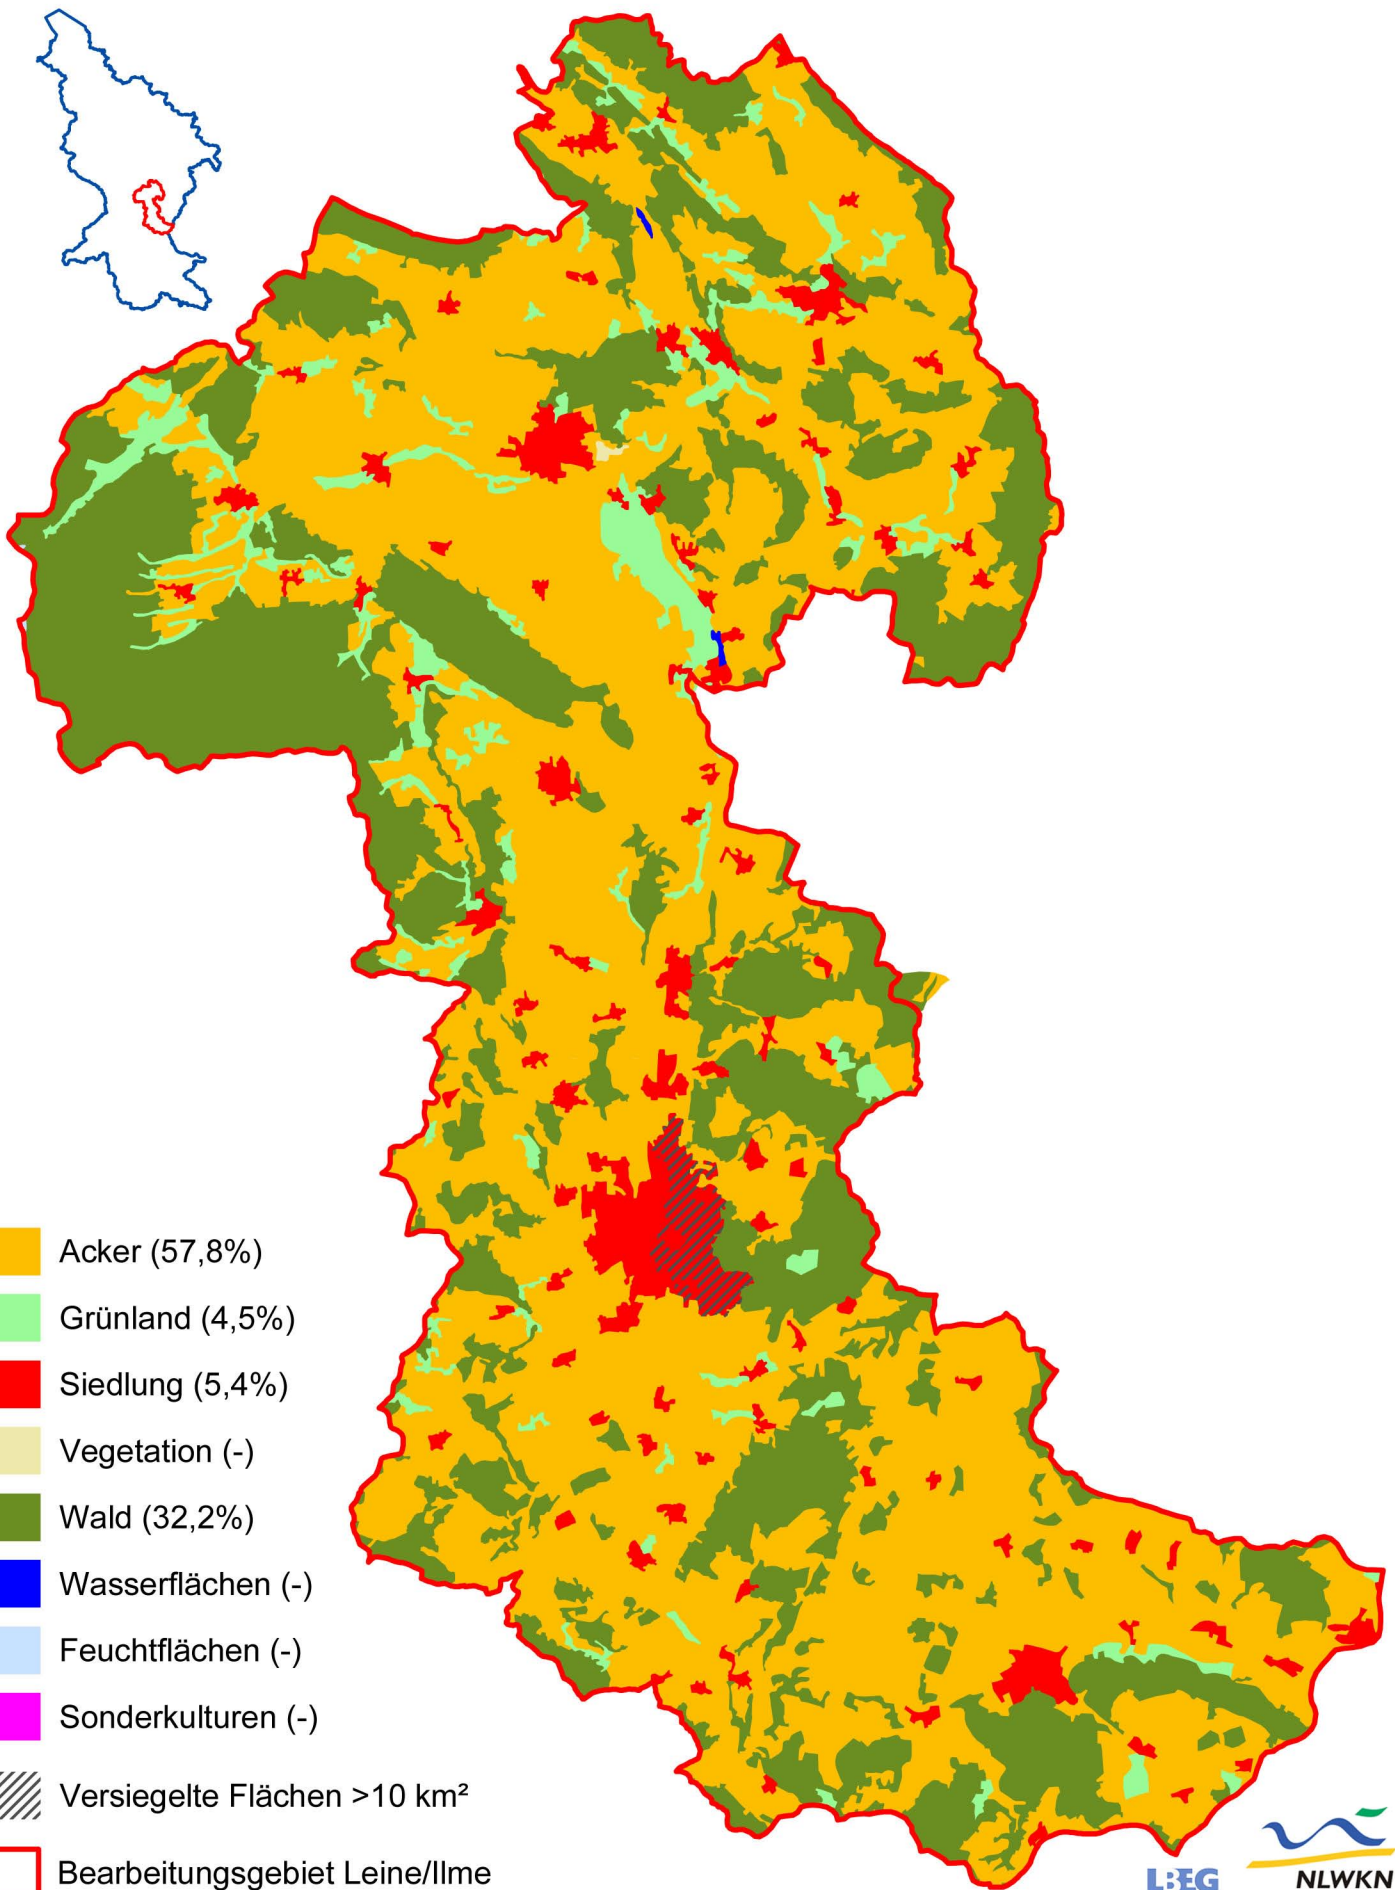 Acker (57,8%)
Grünland (4,5%)
Siedlung (5,4%)
Vegetation (-)
Wald (32,2%)
Wasserflächen (-)
Feuchtflächen (-)
Sonderkulturen (-)
Versiegelte Flächen >10 km²
Bearbeitungsgebiet Leine/Ilme
LBEG
NLWKN